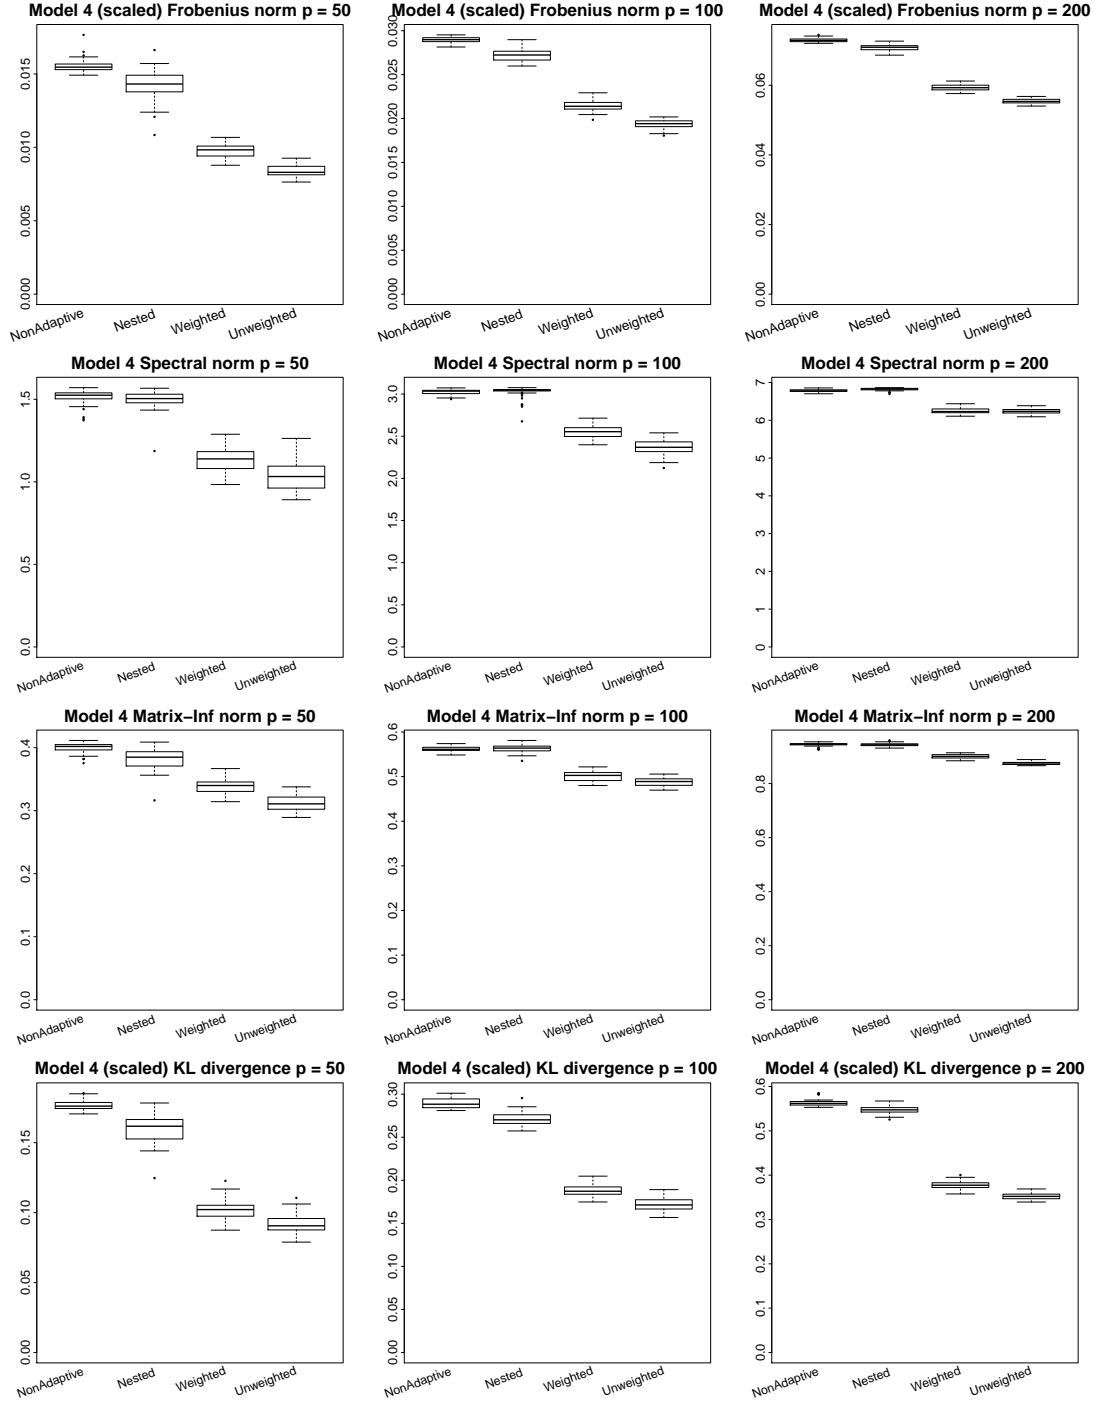 Model 4 (scaled) Frobenius norm p = 50
0.015
0.010
0.005
0.000
NonAdaptive
Nested
Weighted
Unweighted
Model 4 (scaled) Frobenius norm p = 100
0.030
0.025
0.020
0.015
0.010
0.005
0.000
NonAdaptive
Nested
Weighted
Unweighted
Model 4 (scaled) Frobenius norm p = 200
0.06
0.04
0.02
0.00
NonAdaptive
Nested
Weighted
Unweighted
Model 4 Spectral norm p = 50
1.5
1.0
0.5
0.0
NonAdaptive
Nested
Weighted
Unweighted
Model 4 Spectral norm p = 100
3.0
2.5
2.0
1.5
1.0
0.5
0.0
NonAdaptive
Nested
Weighted
Unweighted
Model 4 Spectral norm p = 200
7
6
5
4
3
2
1
0
NonAdaptive
Nested
Weighted
Unweighted
Model 4 Matrix−Inf norm p = 50
0.4
0.3
0.2
0.1
0.0
NonAdaptive
Nested
Weighted
Unweighted
Model 4 Matrix−Inf norm p = 100
0.6
0.5
0.4
0.3
0.2
0.1
0.0
NonAdaptive
Nested
Weighted
Unweighted
Model 4 Matrix−Inf norm p = 200
0.8
0.6
0.4
0.2
0.0
NonAdaptive
Nested
Weighted
Unweighted
Model 4 (scaled) KL divergence p = 50
0.15
0.10
0.05
0.00
NonAdaptive
Nested
Weighted
Unweighted
Model 4 (scaled) KL divergence p = 100
0.30
0.25
0.20
0.15
0.10
0.05
0.00
NonAdaptive
Nested
Weighted
Unweighted
Model 4 (scaled) KL divergence p = 200
0.6
0.5
0.4
0.3
0.2
0.1
0.0
NonAdaptive
Nested
Weighted
Unweighted